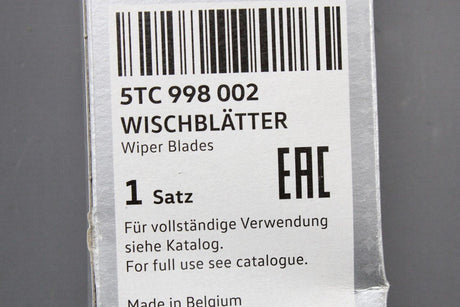 5TC 998 002
WISCHBLÄTTER
Wiper Blades
EAC
1 Satz
Für vollständige Verwendung
siehe Katalog.
For full use see catalogue.
Made in Belgium